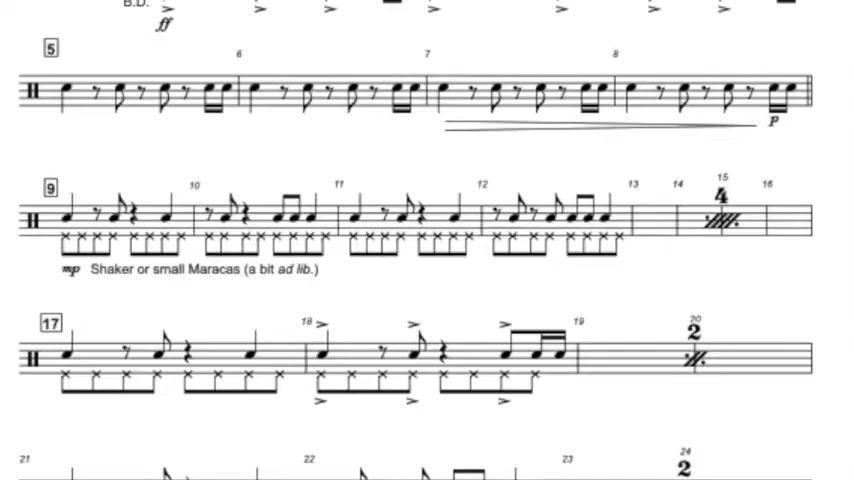 B.D.
ff
5 6 7 8
p
9 10 11 12 13 14 15 16
4
mp Shaker or small Maracas (a bit ad lib.)
17 18 19 20
2
21 22 23 24
2